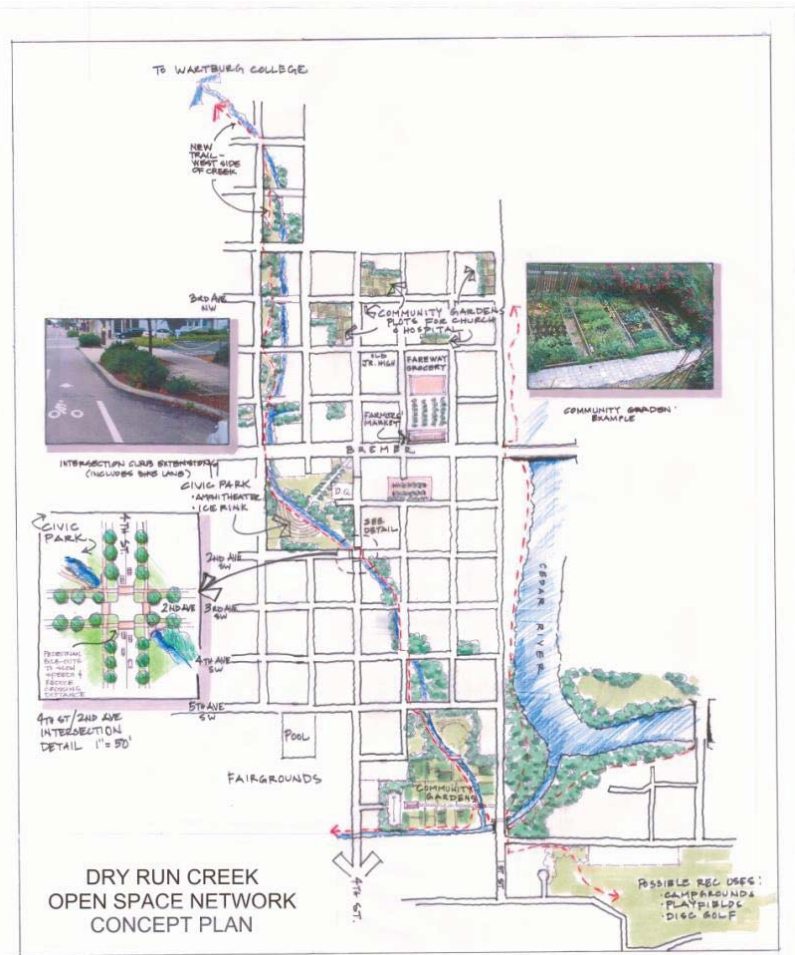 TO WARTBURG COLLEGE
NEW
TRAIL -
WEST SIDE
OF CREEK
3RD AVE
NW
COMMUNITY GARDENS
PLOTS FOR CHURCH
& HOSPITAL
OLD
JR. HIGH
FAREWAY
GROCERY
FARMERS'
MARKET
BREMER
INTERSECTION CURB EXTENSIONS
(INCLUDES BIKE LANE)
COMMUNITY GARDEN
EXAMPLE
CIVIC PARK
· AMPHITHEATER
· ICE RINK
D.Q.
SEE
DETAIL
CIVIC
PARK
4TH ST.
2ND AVE
PEDESTRIAN
BULB-OUTS
TO SLOW
SPEEDS &
REDUCE
CROSSING
DISTANCE
4TH ST/2ND AVE
INTERSECTION
DETAIL 1"=50'
2ND AVE
SW
3RD AVE
SW
4TH AVE
SW
5TH AVE
SW
CEDAR RIVER
POOL
FAIRGROUNDS
COMMUNITY
GARDENS
4TH ST.
1ST ST
POSSIBLE REC USES:
· CAMPGROUNDS
· PLAYFIELDS
· DISC GOLF
DRY RUN CREEK
OPEN SPACE NETWORK
CONCEPT PLAN